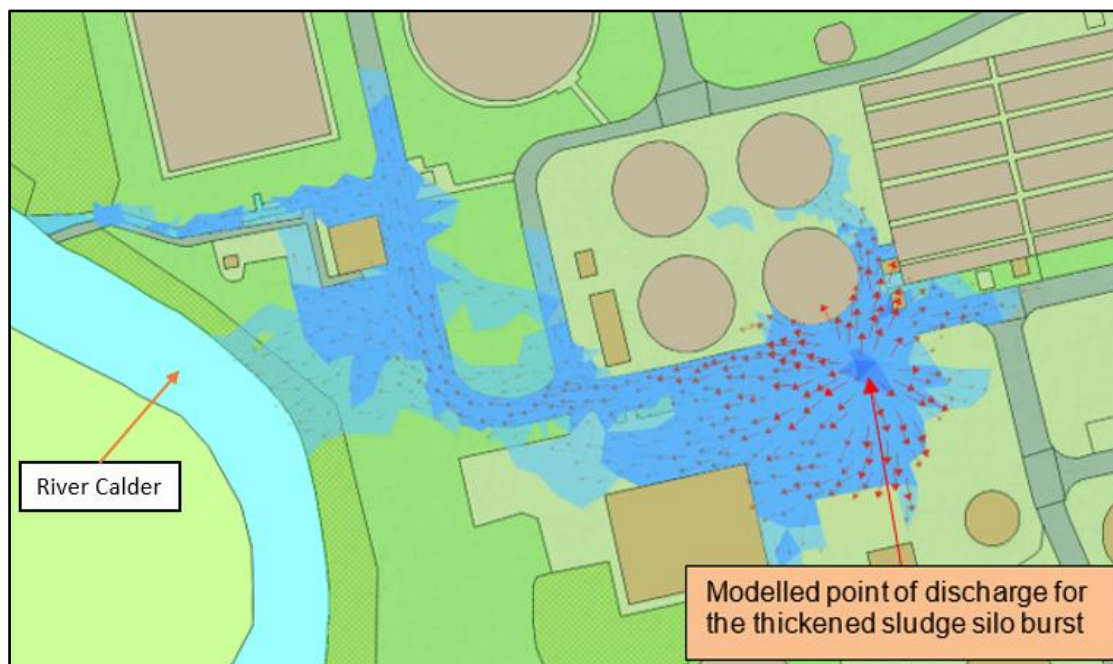 River Calder
Modelled point of discharge for
the thickened sludge silo burst